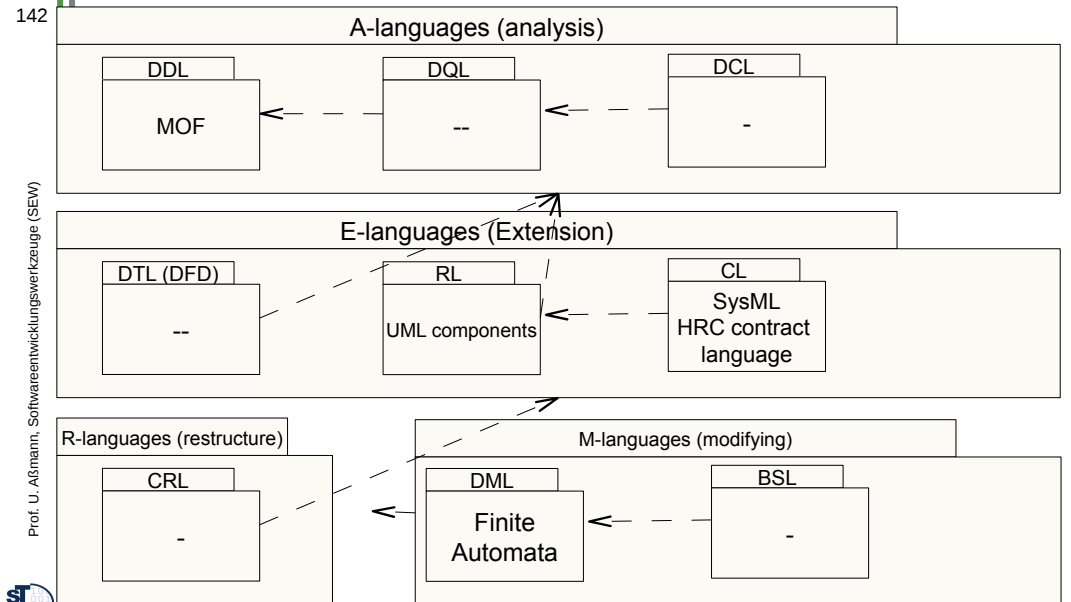 142
A-languages (analysis)
DDL
DQL
DCL
MOF
--
-
E-languages (Extension)
DTL (DFD)
RL
CL
--
UML components
SysML
HRC contract
language
R-languages (restructure)
M-languages (modifying)
CRL
DML
BSL
-
Finite
Automata
-
Prof. U. Aßmann, Softwareentwicklungswerkzeuge (SEW)
ST